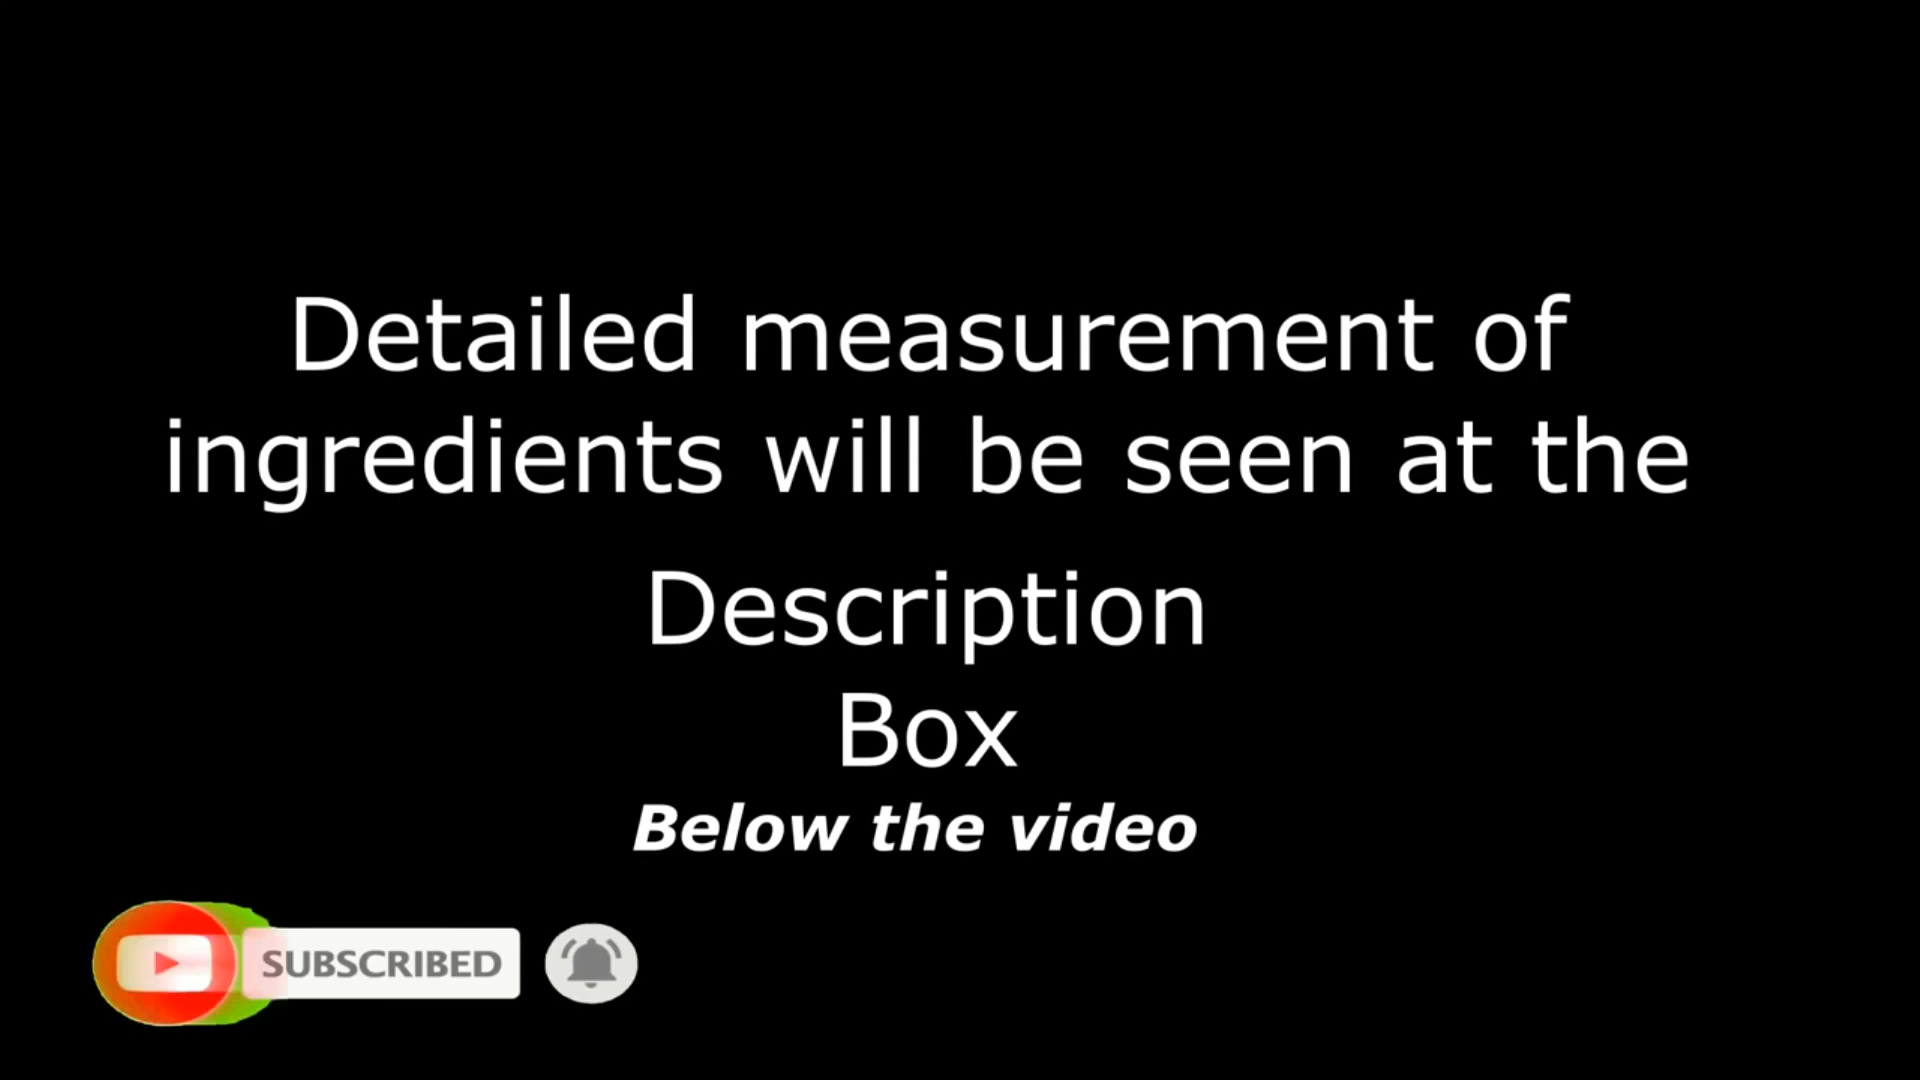 Detailed measurement of
ingredients will be seen at the
Description
Box
Below the video
SUBSCRIBED